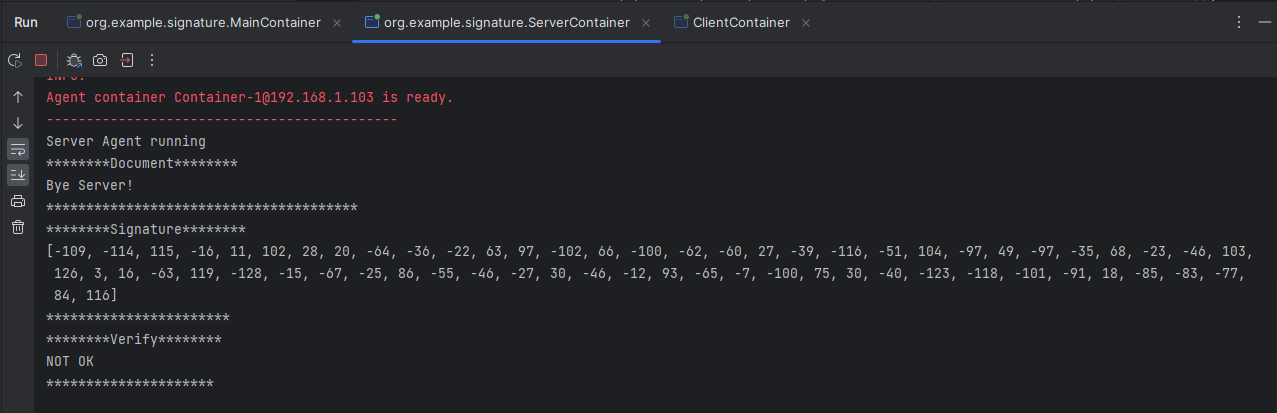 Run org.example.signature.MainContainer × org.example.signature.ServerContainer × ClientContainer ×
INFO:
Agent container Container-1@192.168.1.103 is ready.
--------------------------------------------
Server Agent running
********Document********
Bye Server!
***************************************
********Signature********
[-109, -114, 115, -16, 11, 102, 28, 20, -64, -36, -22, 63, 97, -102, 66, -100, -62, -60, 27, -39, -116, -51, 104, -97, 49, -97, -35, 68, -23, -46, 103,
126, 3, 16, -63, 119, -128, -15, -67, -25, 86, -55, -46, -27, 30, -46, -12, 93, -65, -7, -100, 75, 30, -40, -123, -118, -101, -91, 18, -85, -83, -77,
84, 116]
***********************
********Verify********
NOT OK
*********************